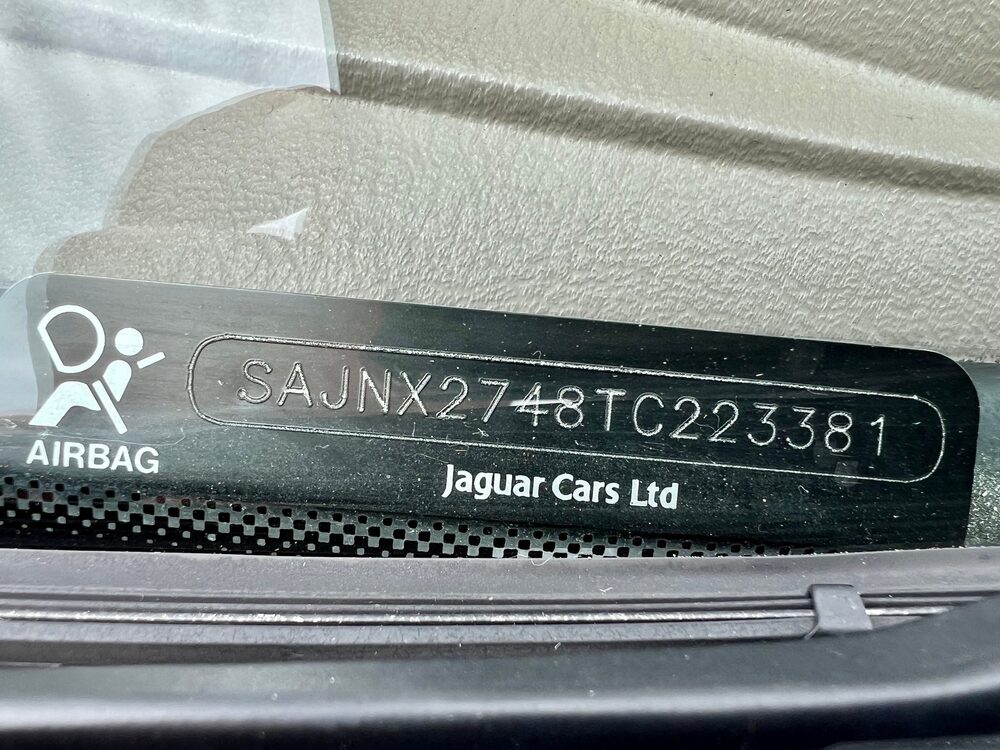 SAJNX2748TC223381
AIRBAG
Jaguar Cars Ltd